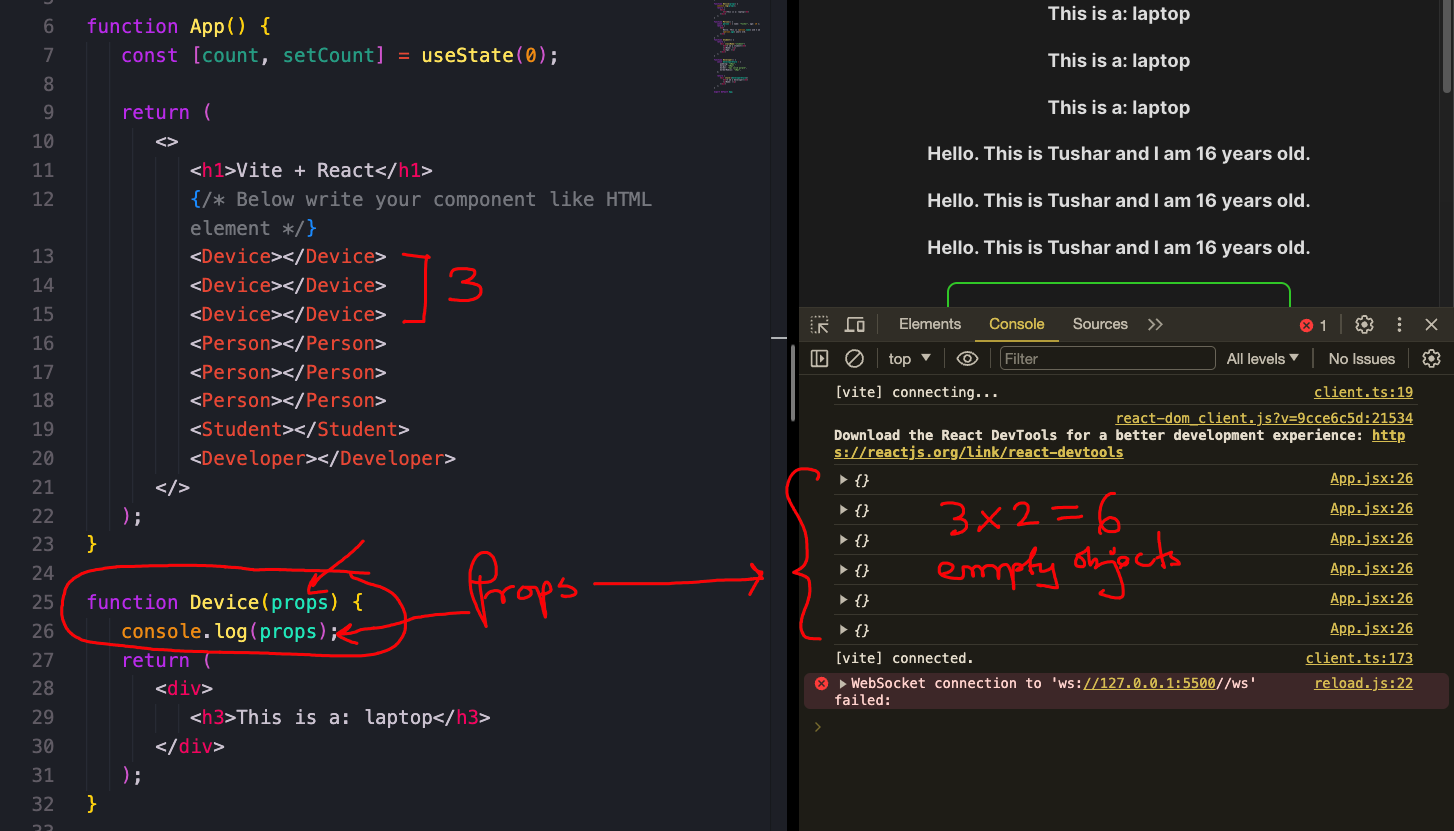 6 function App() {
7 const [count, setCount] = useState(0);
8
9 return (
10 <>
11 <h1>Vite + React</h1>
12 {/* Below write your component like HTML
element */}
13 <Device></Device>
14 <Device></Device>
15 <Device></Device>
3
16 <Person></Person>
17 <Person></Person>
18 <Person></Person>
19 <Student></Student>
20 <Developer></Developer>
21 </>
22 );
23 }
24
25 function Device(props) {
26 console.log(props);
Props
27 return (
28 <div>
29 <h3>This is a: laptop</h3>
30 </div>
31 );
32 }
This is a: laptop
This is a: laptop
This is a: laptop
Hello. This is Tushar and I am 16 years old.
Hello. This is Tushar and I am 16 years old.
Hello. This is Tushar and I am 16 years old.
Elements Console Sources 1
top Filter All levels No Issues
[vite] connecting... client.ts:19
react-dom_client.js?v=9cce6c5d:21534
Download the React DevTools for a better development experience: http
s://reactjs.org/link/react-devtools
{} App.jsx:26
{} App.jsx:26
{} App.jsx:26
{} App.jsx:26
{} App.jsx:26
{} App.jsx:26
3 x 2 = 6
empty objects
[vite] connected. client.ts:173
WebSocket connection to 'ws://127.0.0.1:5500//ws' reload.js:22
failed: